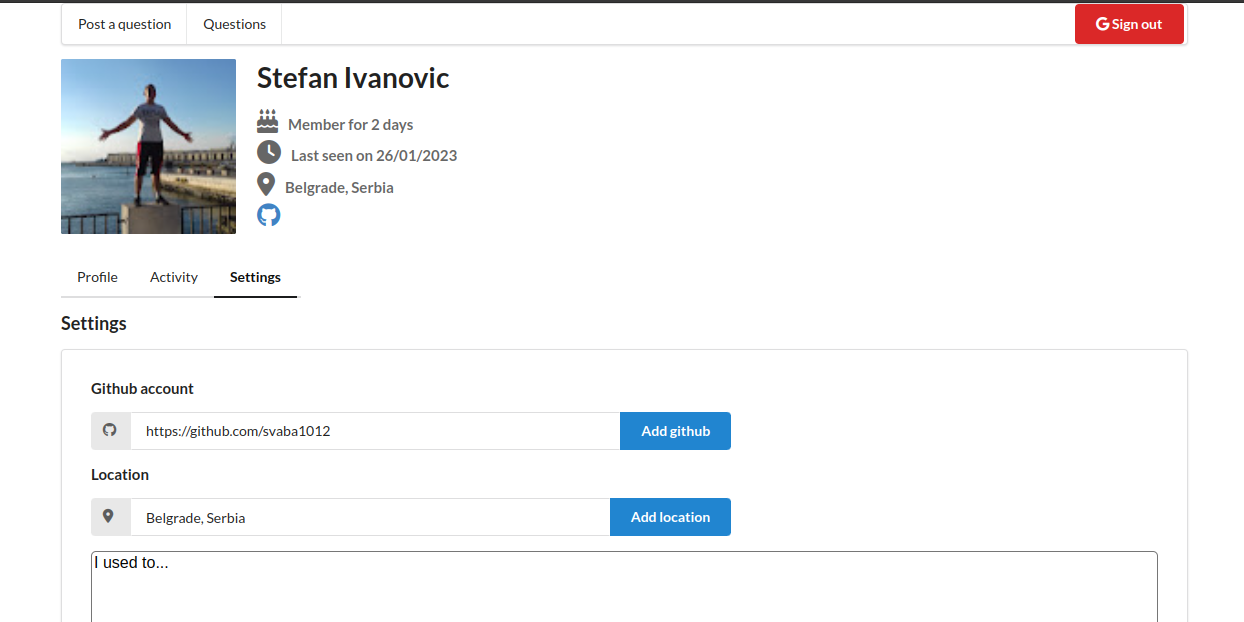 Post a question
Questions
Sign out
Stefan Ivanovic
Member for 2 days
Last seen on 26/01/2023
Belgrade, Serbia
Profile
Activity
Settings
Settings
Github account
https://github.com/svaba1012
Add github
Location
Belgrade, Serbia
Add location
I used to...